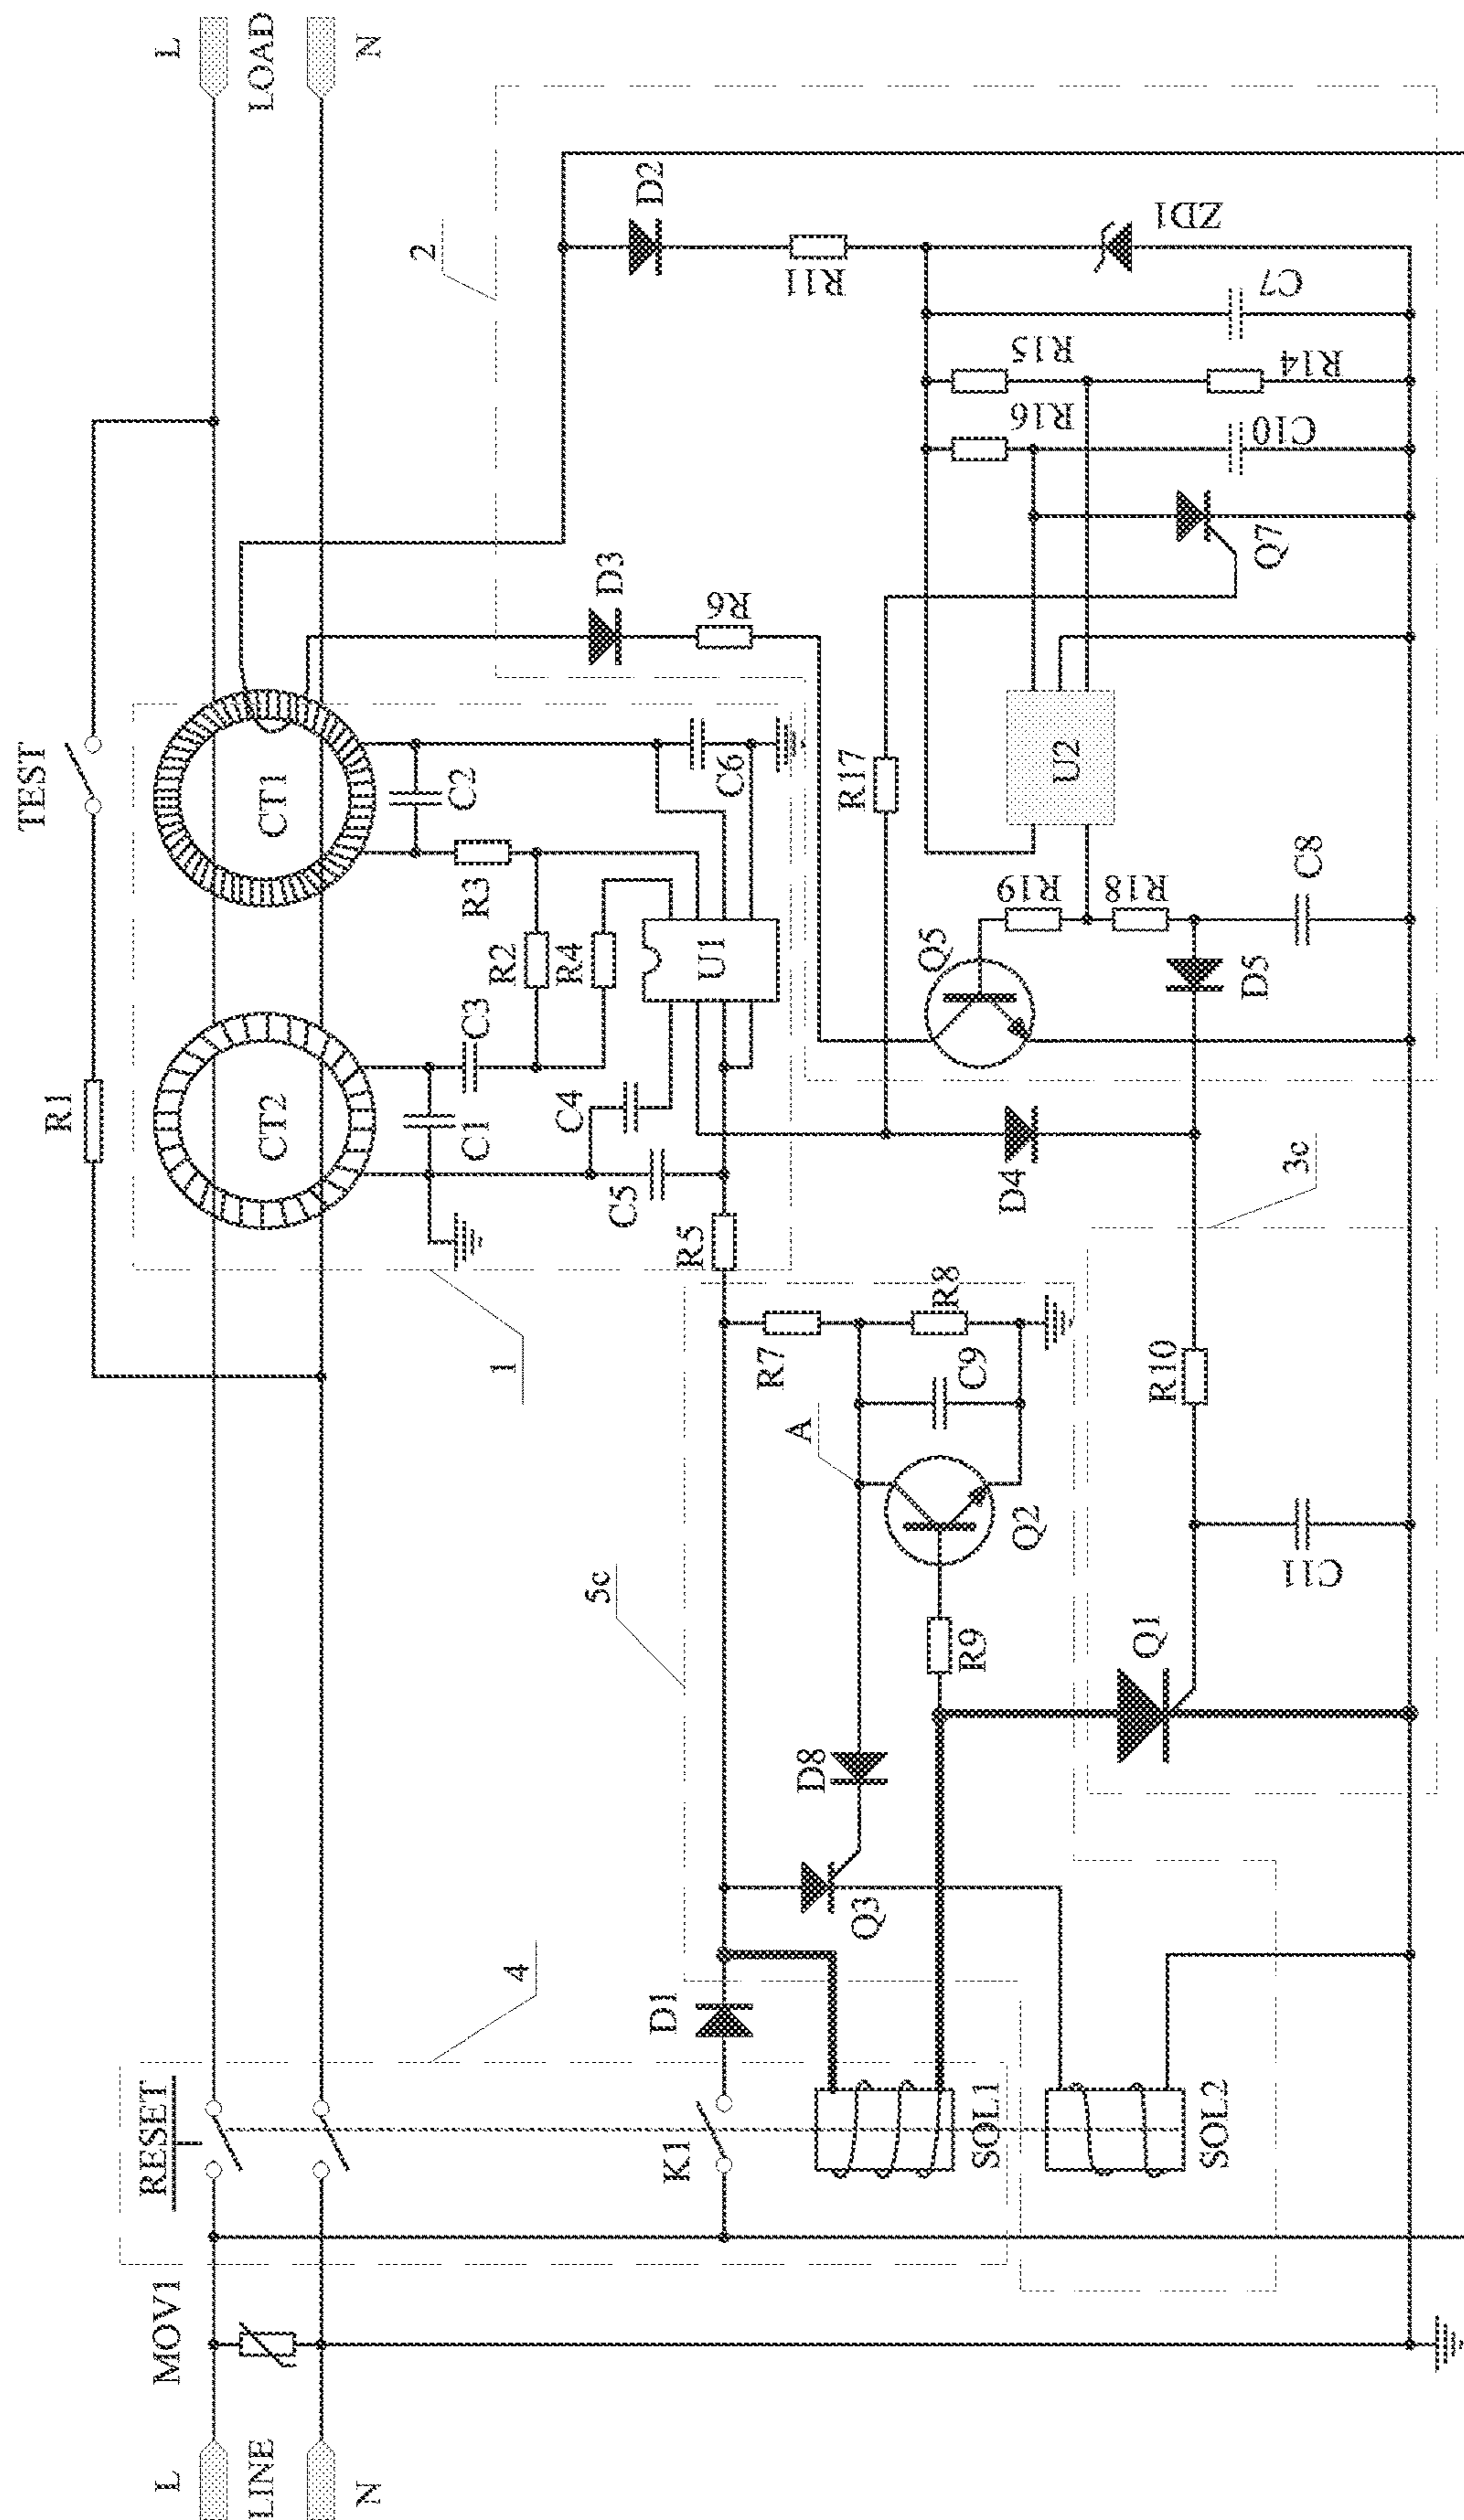 L
LOAD
N
TEST
R1
CT1
CT2
C2
R3
R2
R4
C3
C1
C4
C5
C6
U1
R5
1
2
D2
D3
R6
R11
ZD1
C7
R15
R14
R16
C10
Q7
R17
U2
Q5
R19
R18
C8
D5
D4
3c
R10
C11
Q1
R7
R8
C9
A
Q2
R9
5c
D8
Q3
D1
4
RESET
K1
SOL1
SOL2
MOV1
L
LINE
N